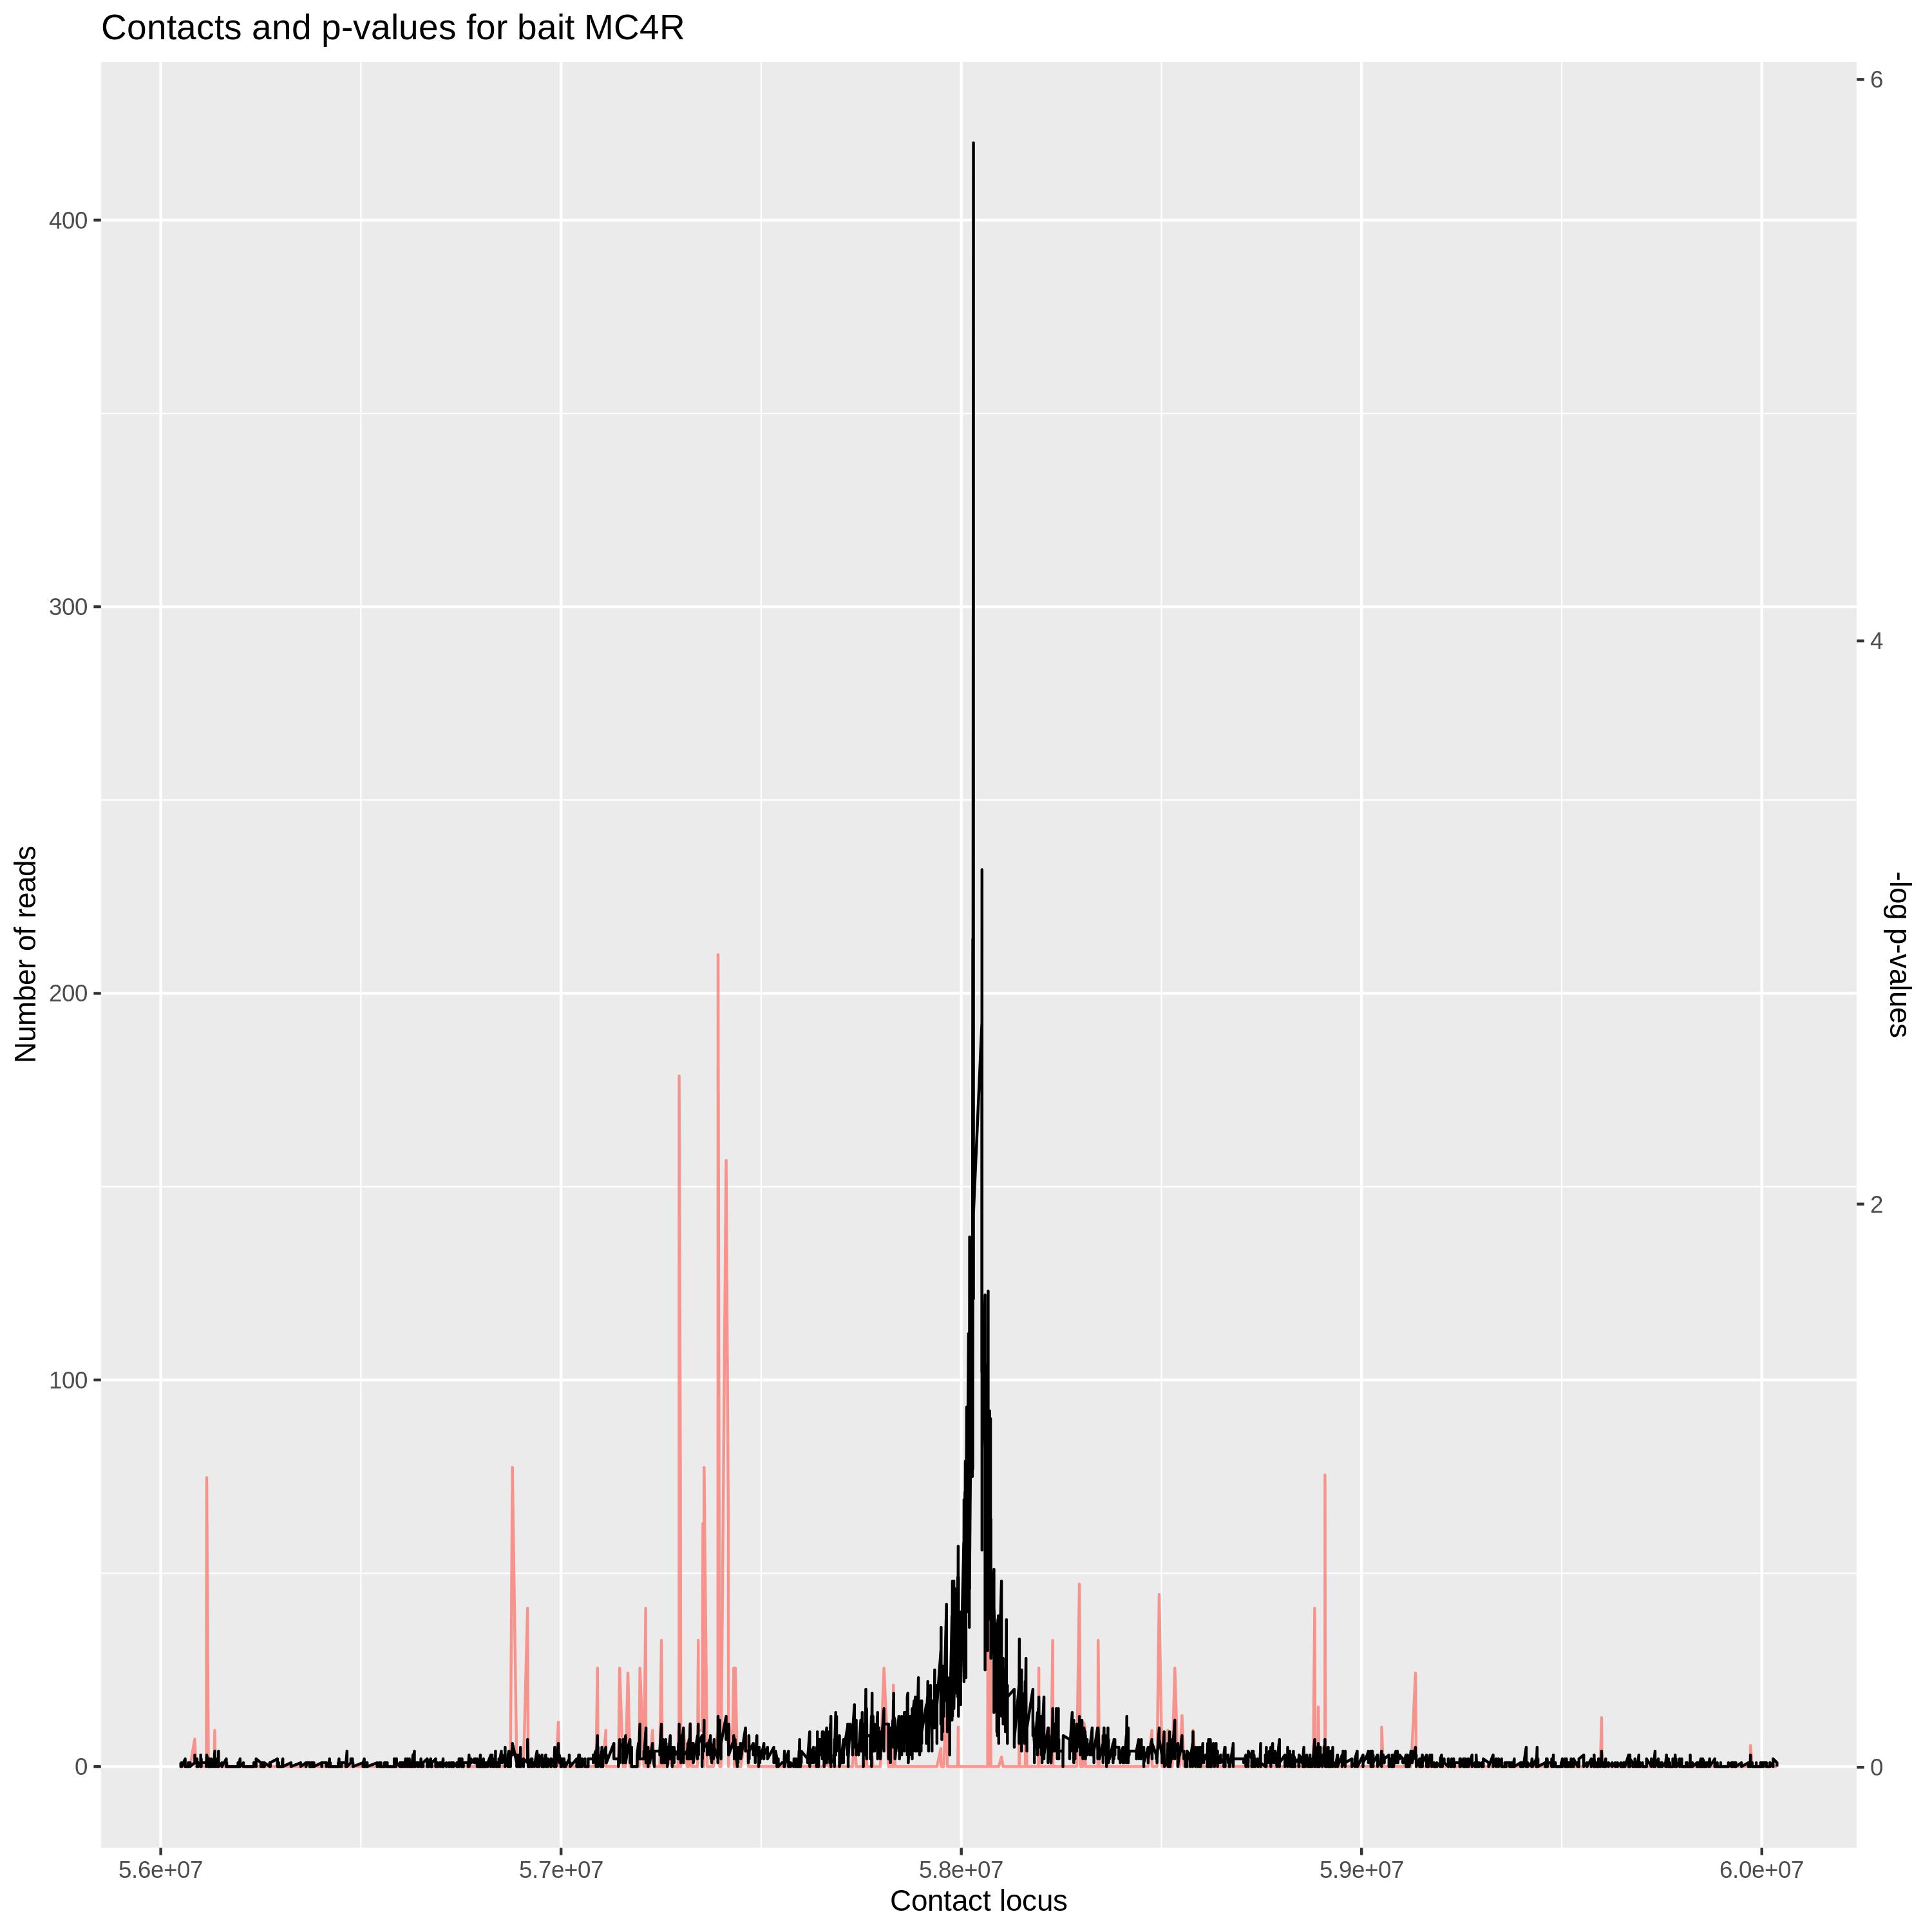 Contacts and p-values for bait MC4R
Number of reads
400
300
200
100
0
6
4
2
0
-log p-values
5.6e+07 5.7e+07 5.8e+07 5.9e+07 6.0e+07
Contact locus